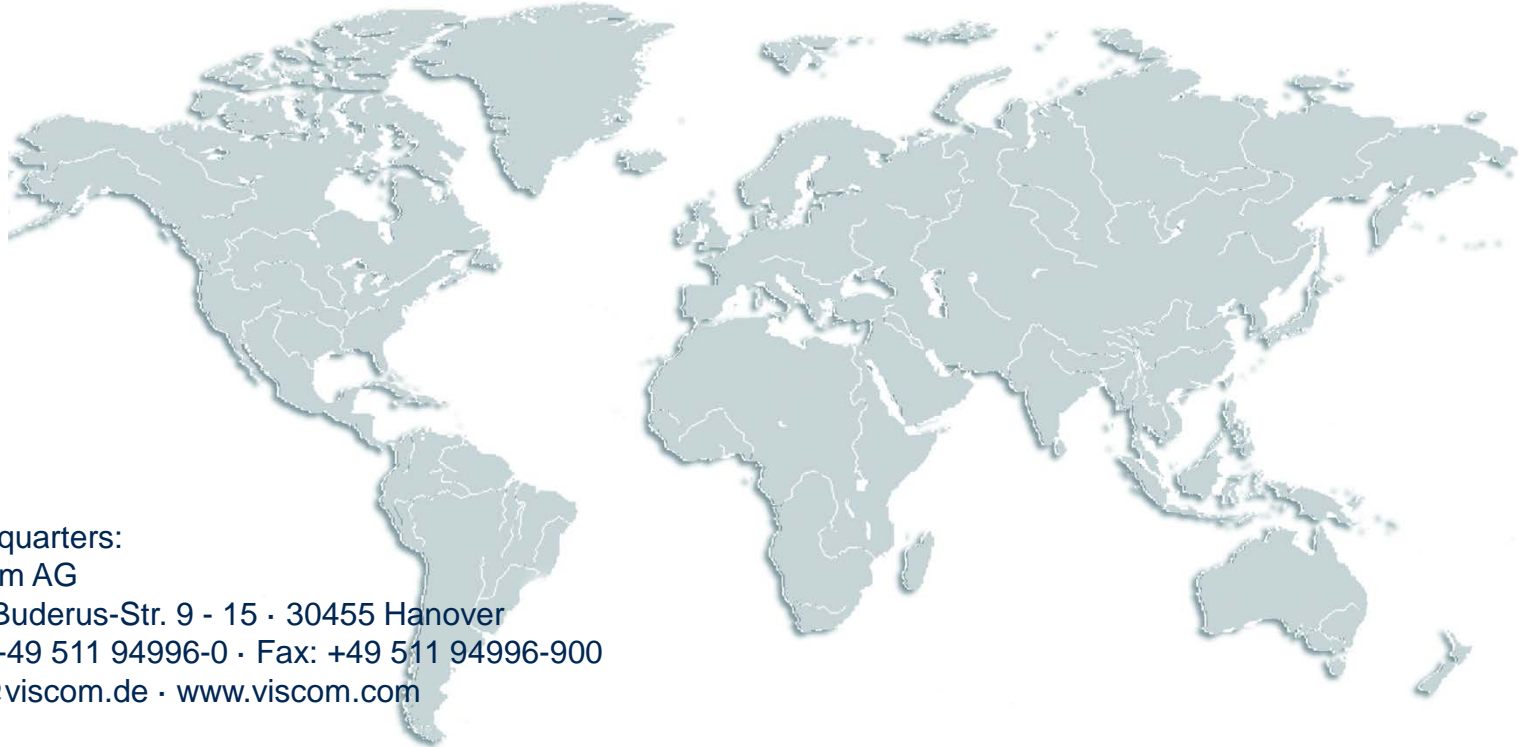 quarters:
m AG
Buderus-Str. 9 - 15 · 30455 Hanover
-49 511 94996-0 · Fax: +49 511 94996-900
viscom.de · www.viscom.com